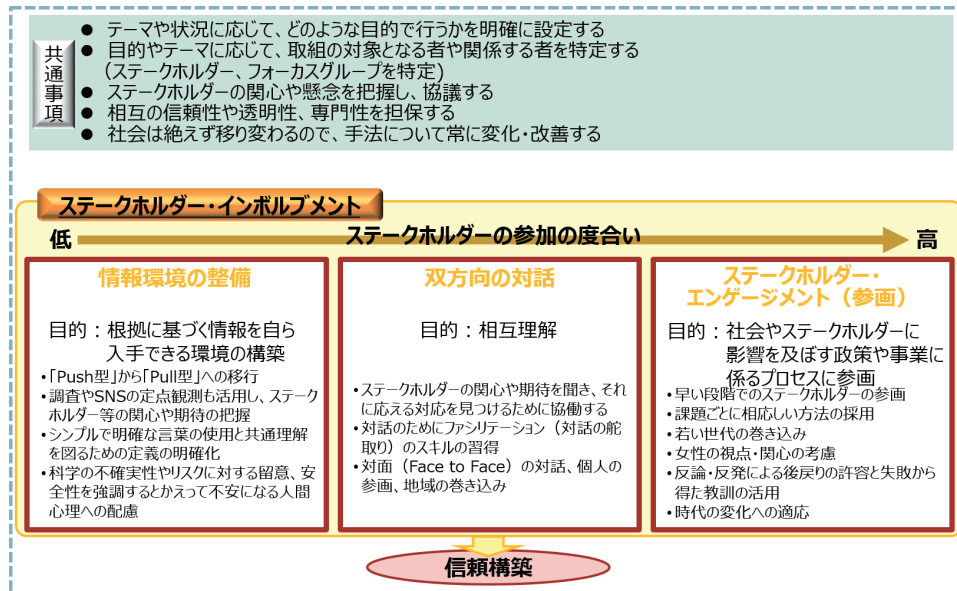 共通事項
● テーマや状況に応じて、どのような目的で行うかを明確に設定する
● 目的やテーマに応じて、取組の対象となる者や関係する者を特定する
(ステークホルダー、フォーカスグループを特定)
● ステークホルダーの関心や懸念を把握し、協議する
● 相互の信頼性や透明性、専門性を担保する
● 社会は絶えず移り変わるので、手法について常に変化・改善する
ステークホルダー・インボルブメント
低
ステークホルダーの参加の度合い
高
情報環境の整備
目的：根拠に基づく情報を自ら
入手できる環境の構築
・「Push型」から「Pull型」への移行
・調査やSNSの定点観測も活用し、ステーク
ホルダー等の関心や期待の把握
・シンプルで明確な言葉の使用と共通理解
を図るための定義の明確化
・科学の不確実性やリスクに対する留意、安
全性を強調するとかえって不安になる人間
心理への配慮
双方向の対話
目的：相互理解
・ステークホルダーの関心や期待を聞き、それ
に応える対応を見つけるために協働する
・対話のためにファシリテーション（対話の舵
取り）のスキルの習得
・対面（Face to Face）の対話、個人の
参画、地域の巻き込み
ステークホルダー・
エンゲージメント（参画）
目的：社会やステークホルダーに
影響を及ぼす政策や事業に
係るプロセスに参画
・早い段階でのステークホルダーの参画
・課題ごとに相応しい方法の採用
・若い世代の巻き込み
・女性の視点・関心の考慮
・反論・反発による後戻りの許容と失敗から
得た教訓の活用
・時代の変化への適応
信頼構築